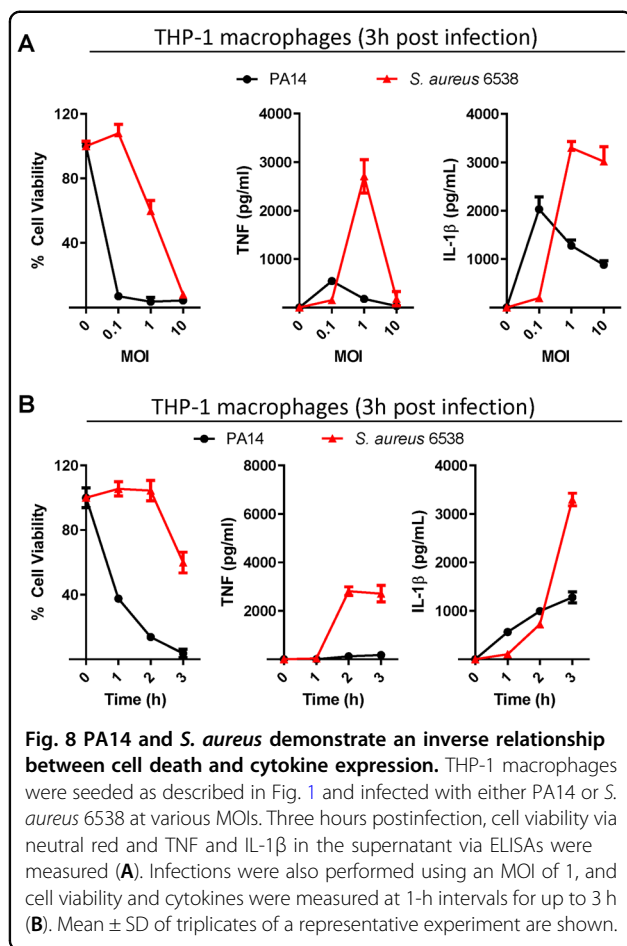 A
THP-1 macrophages (3h post infection)
PA14
S. aureus 6538
% Cell Viability
120
80
40
0
0.1
1
10
MOI
TNF (pg/ml)
4000
3000
2000
1000
0
0
0.1
1
10
MOI
IL-1β (pg/mL)
4000
3000
2000
1000
0
0
0.1
1
10
MOI
B
THP-1 macrophages (3h post infection)
PA14
S. aureus 6538
% Cell Viability
120
80
40
0
1
2
3
Time (h)
TNF (pg/ml)
8000
6000
4000
2000
0
0
1
2
3
Time (h)
IL-1β (pg/mL)
4000
3000
2000
1000
0
0
1
2
3
Time (h)
Fig. 8 PA14 and S. aureus demonstrate an inverse relationship
between cell death and cytokine expression. THP-1 macrophages
were seeded as described in Fig. 1 and infected with either PA14 or S.
aureus 6538 at various MOIs. Three hours postinfection, cell viability via
neutral red and TNF and IL-1β in the supernatant via ELISAs were
measured (A). Infections were also performed using an MOI of 1, and
cell viability and cytokines were measured at 1-h intervals for up to 3 h
(B). Mean ± SD of triplicates of a representative experiment are shown.